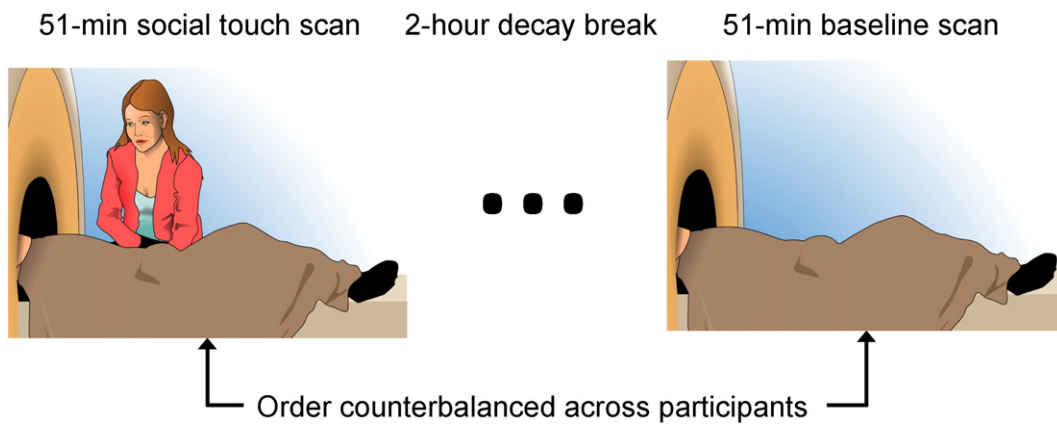 51-min social touch scan
2-hour decay break
51-min baseline scan
Order counterbalanced across participants